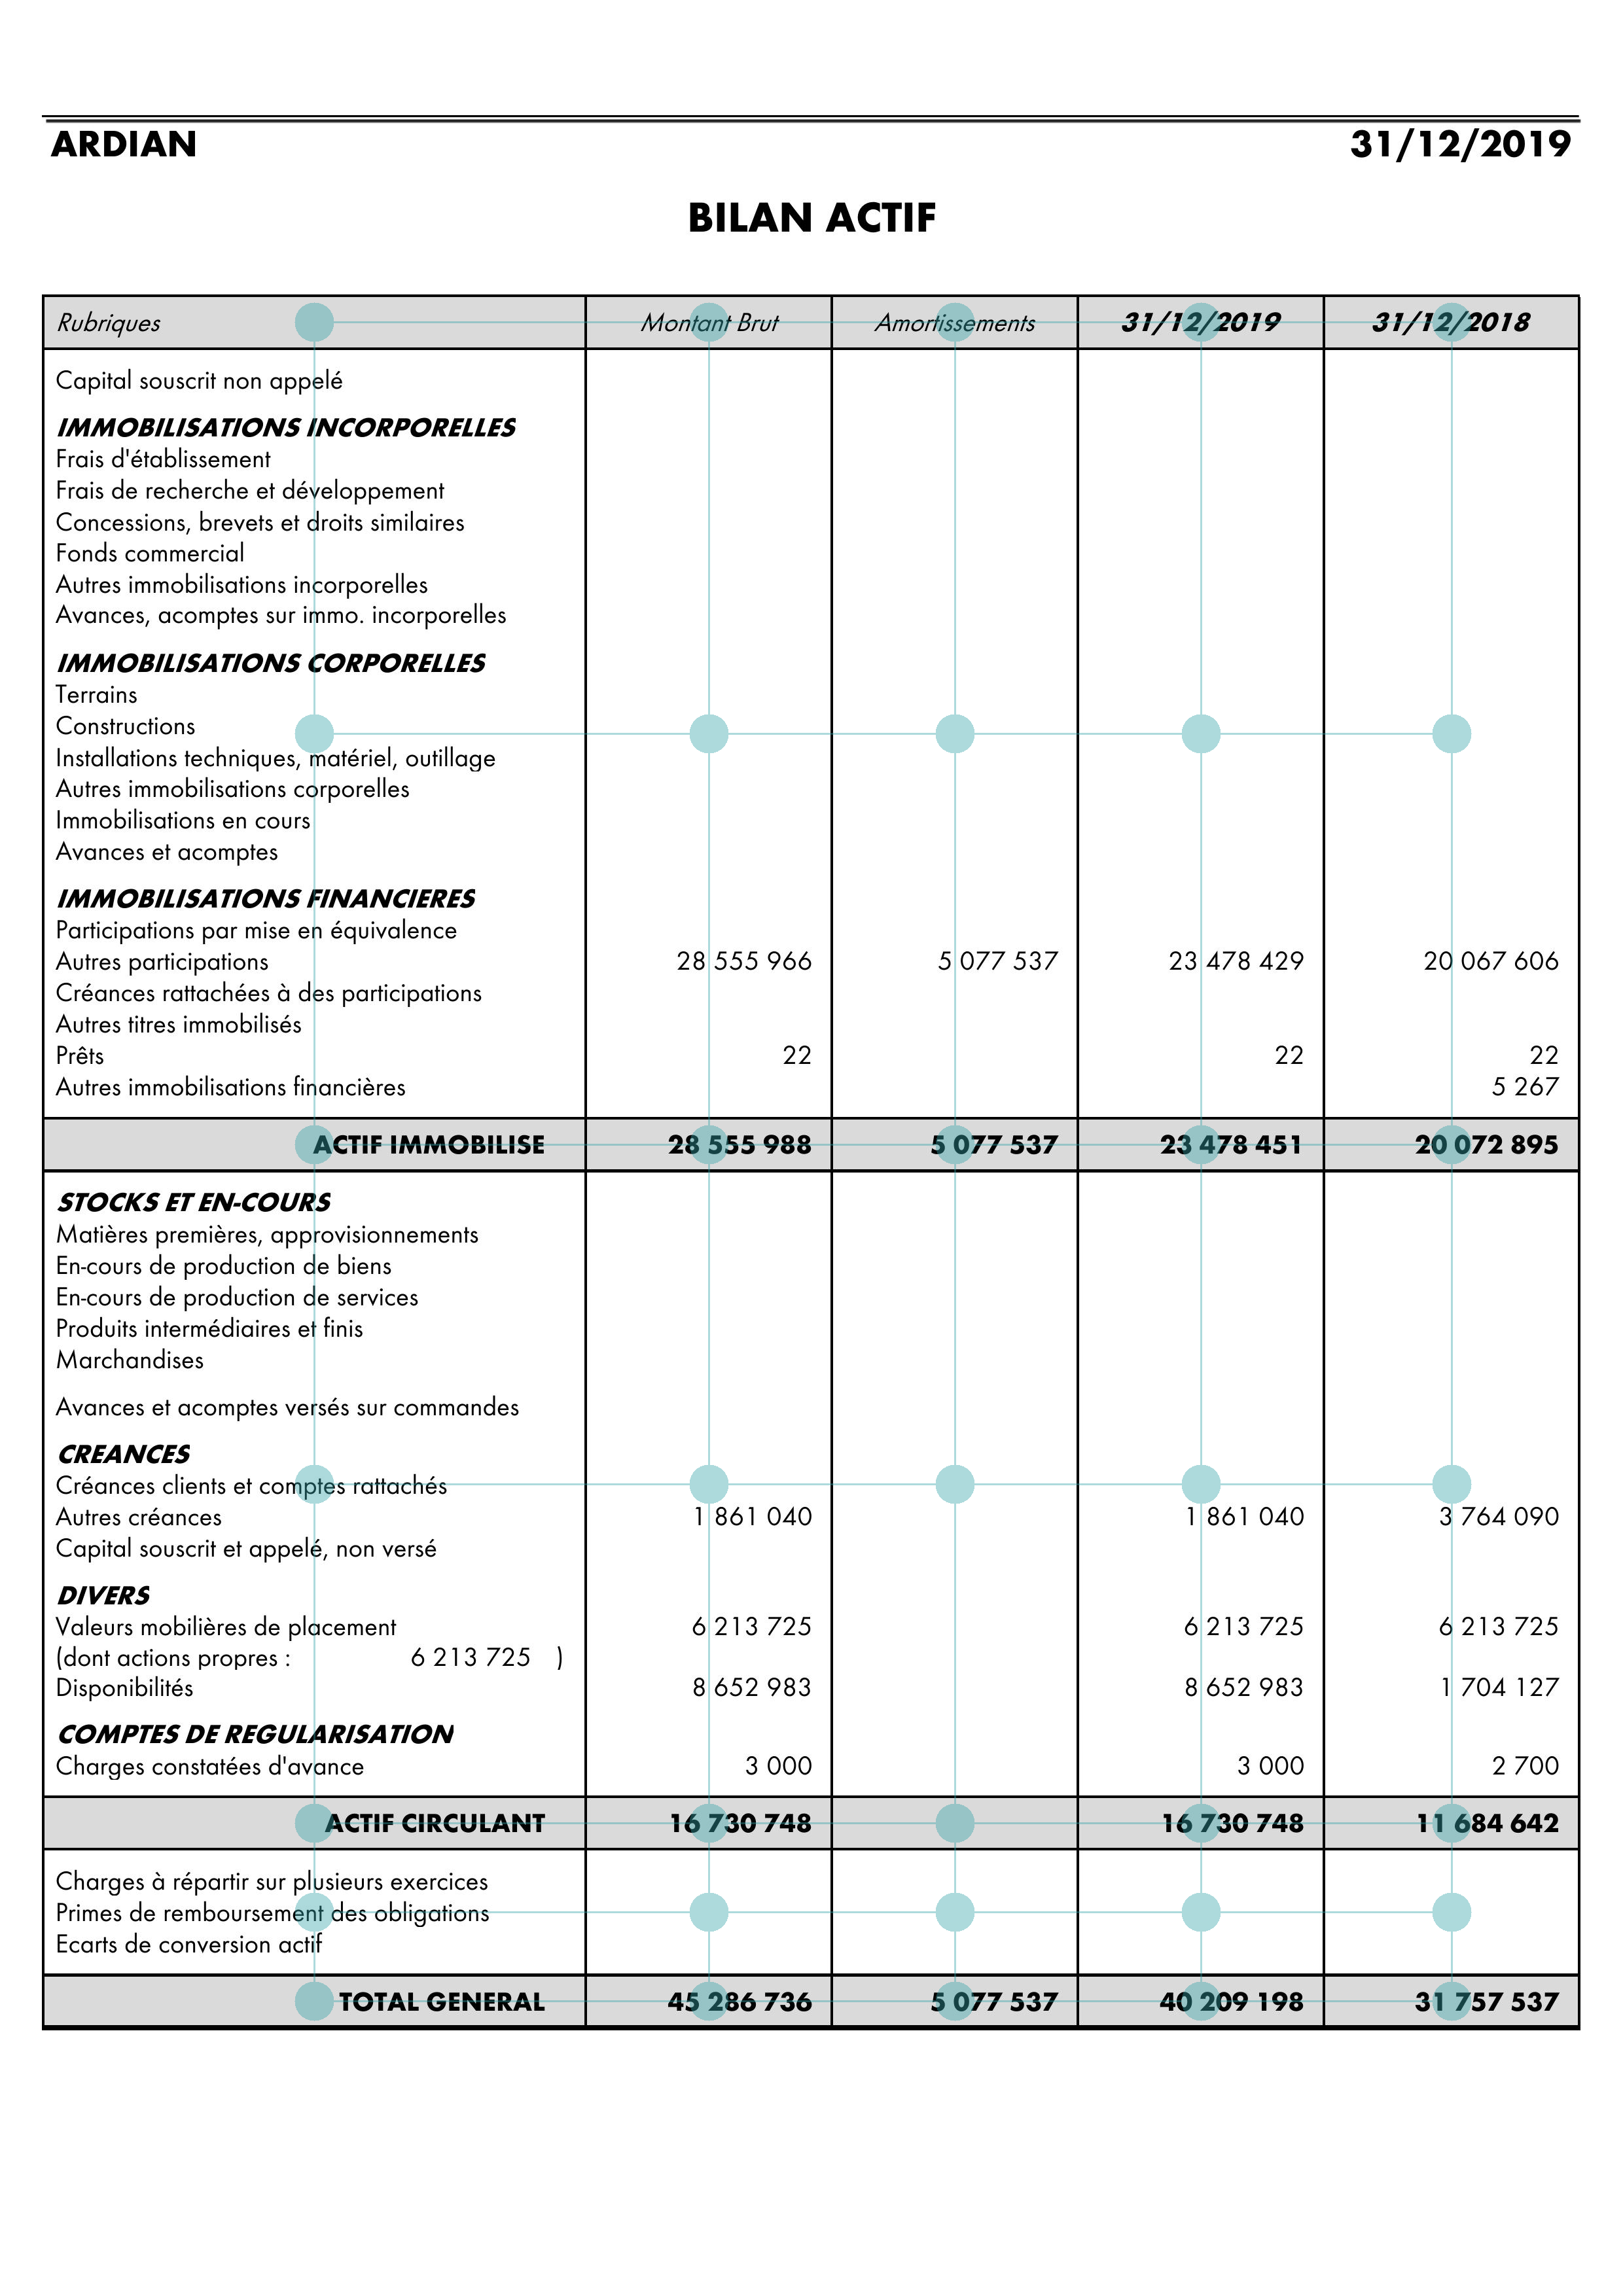 ARDIAN 31/12/2019
BILAN ACTIF
Rubriques Montant Brut Amortissements 31/12/2019 31/12/2018
Capital souscrit non appelé
IMMOBILISATIONS INCORPORELLES
Frais d'établissement
Frais de recherche et développement
Concessions, brevets et droits similaires
Fonds commercial
Autres immobilisations incorporelles
Avances, acomptes sur immo. incorporelles
IMMOBILISATIONS CORPORELLES
Terrains
Constructions
Installations techniques, matériel, outillage
Autres immobilisations corporelles
Immobilisations en cours
Avances et acomptes
IMMOBILISATIONS FINANCIERES
Participations par mise en équivalence
Autres participations 28 555 966 5 077 537 23 478 429 20 067 606
Créances rattachées à des participations
Autres titres immobilisés
Prêts 22 22 22
Autres immobilisations financières 5 267
ACTIF IMMOBILISE 28 555 988 5 077 537 23 478 451 20 072 895
STOCKS ET EN-COURS
Matières premières, approvisionnements
En-cours de production de biens
En-cours de production de services
Produits intermédiaires et finis
Marchandises
Avances et acomptes versés sur commandes
CREANCES
Créances clients et comptes rattachés
Autres créances 1 861 040 1 861 040 3 764 090
Capital souscrit et appelé, non versé
DIVERS
Valeurs mobilières de placement 6 213 725 6 213 725 6 213 725
(dont actions propres : 6 213 725 )
Disponibilités 8 652 983 8 652 983 1 704 127
COMPTES DE REGULARISATION
Charges constatées d'avance 3 000 3 000 2 700
ACTIF CIRCULANT 16 730 748 16 730 748 11 684 642
Charges à répartir sur plusieurs exercices
Primes de remboursement des obligations
Ecarts de conversion actif
TOTAL GENERAL 45 286 736 5 077 537 40 209 198 31 757 537